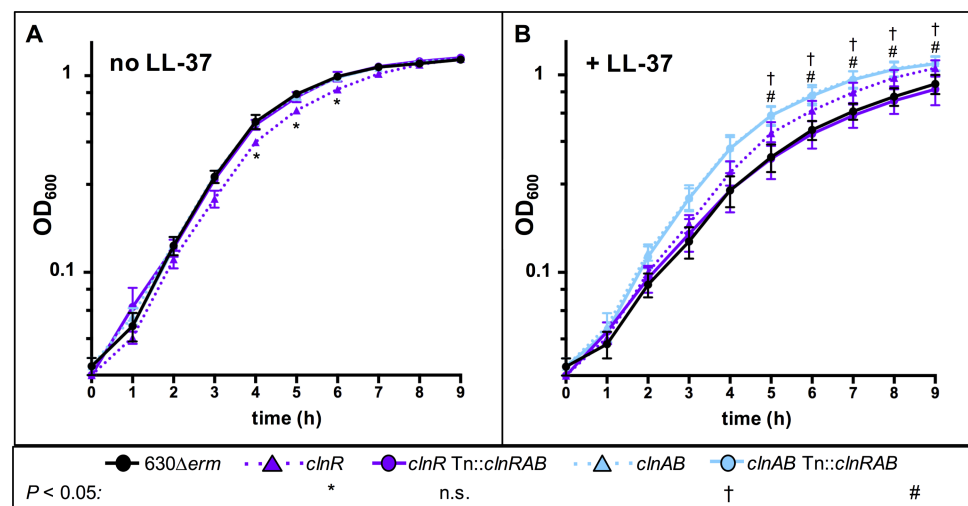 A
no LL-37
OD600
1
0.1
0 1 2 3 4 5 6 7 8 9
time (h)
* * *
B
+ LL-37
OD600
1
0.1
0 1 2 3 4 5 6 7 8 9
time (h)
† † † † †
# # # # #
630Δerm clnR clnR Tn::clnRAB clnAB clnAB Tn::clnRAB
P < 0.05: * n.s. † #